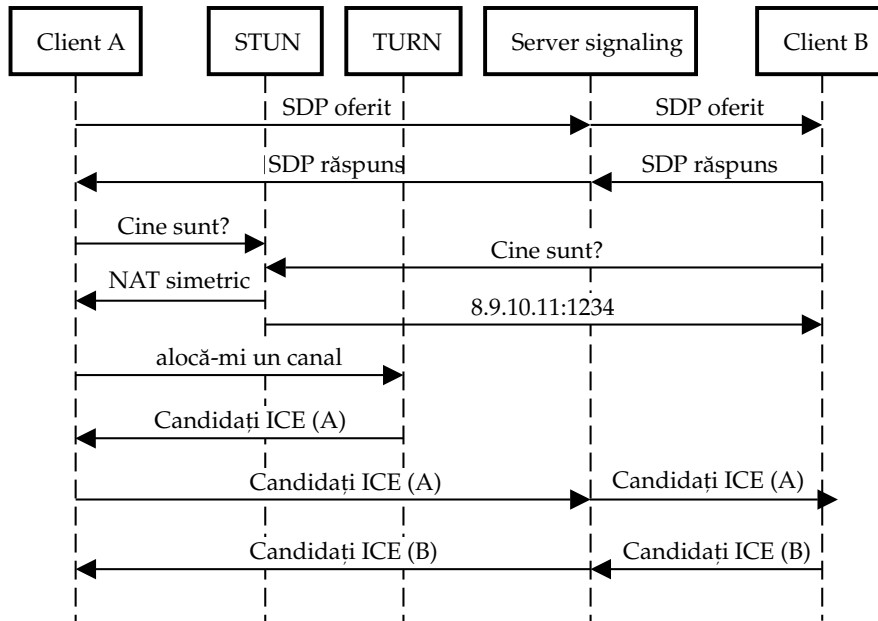 Client A
STUN
TURN
Server signaling
Client B
SDP oferit
SDP oferit
SDP răspuns
SDP răspuns
Cine sunt?
Cine sunt?
NAT simetric
8.9.10.11:1234
alocă-mi un canal
Candidați ICE (A)
Candidați ICE (A)
Candidați ICE (A)
Candidați ICE (B)
Candidați ICE (B)